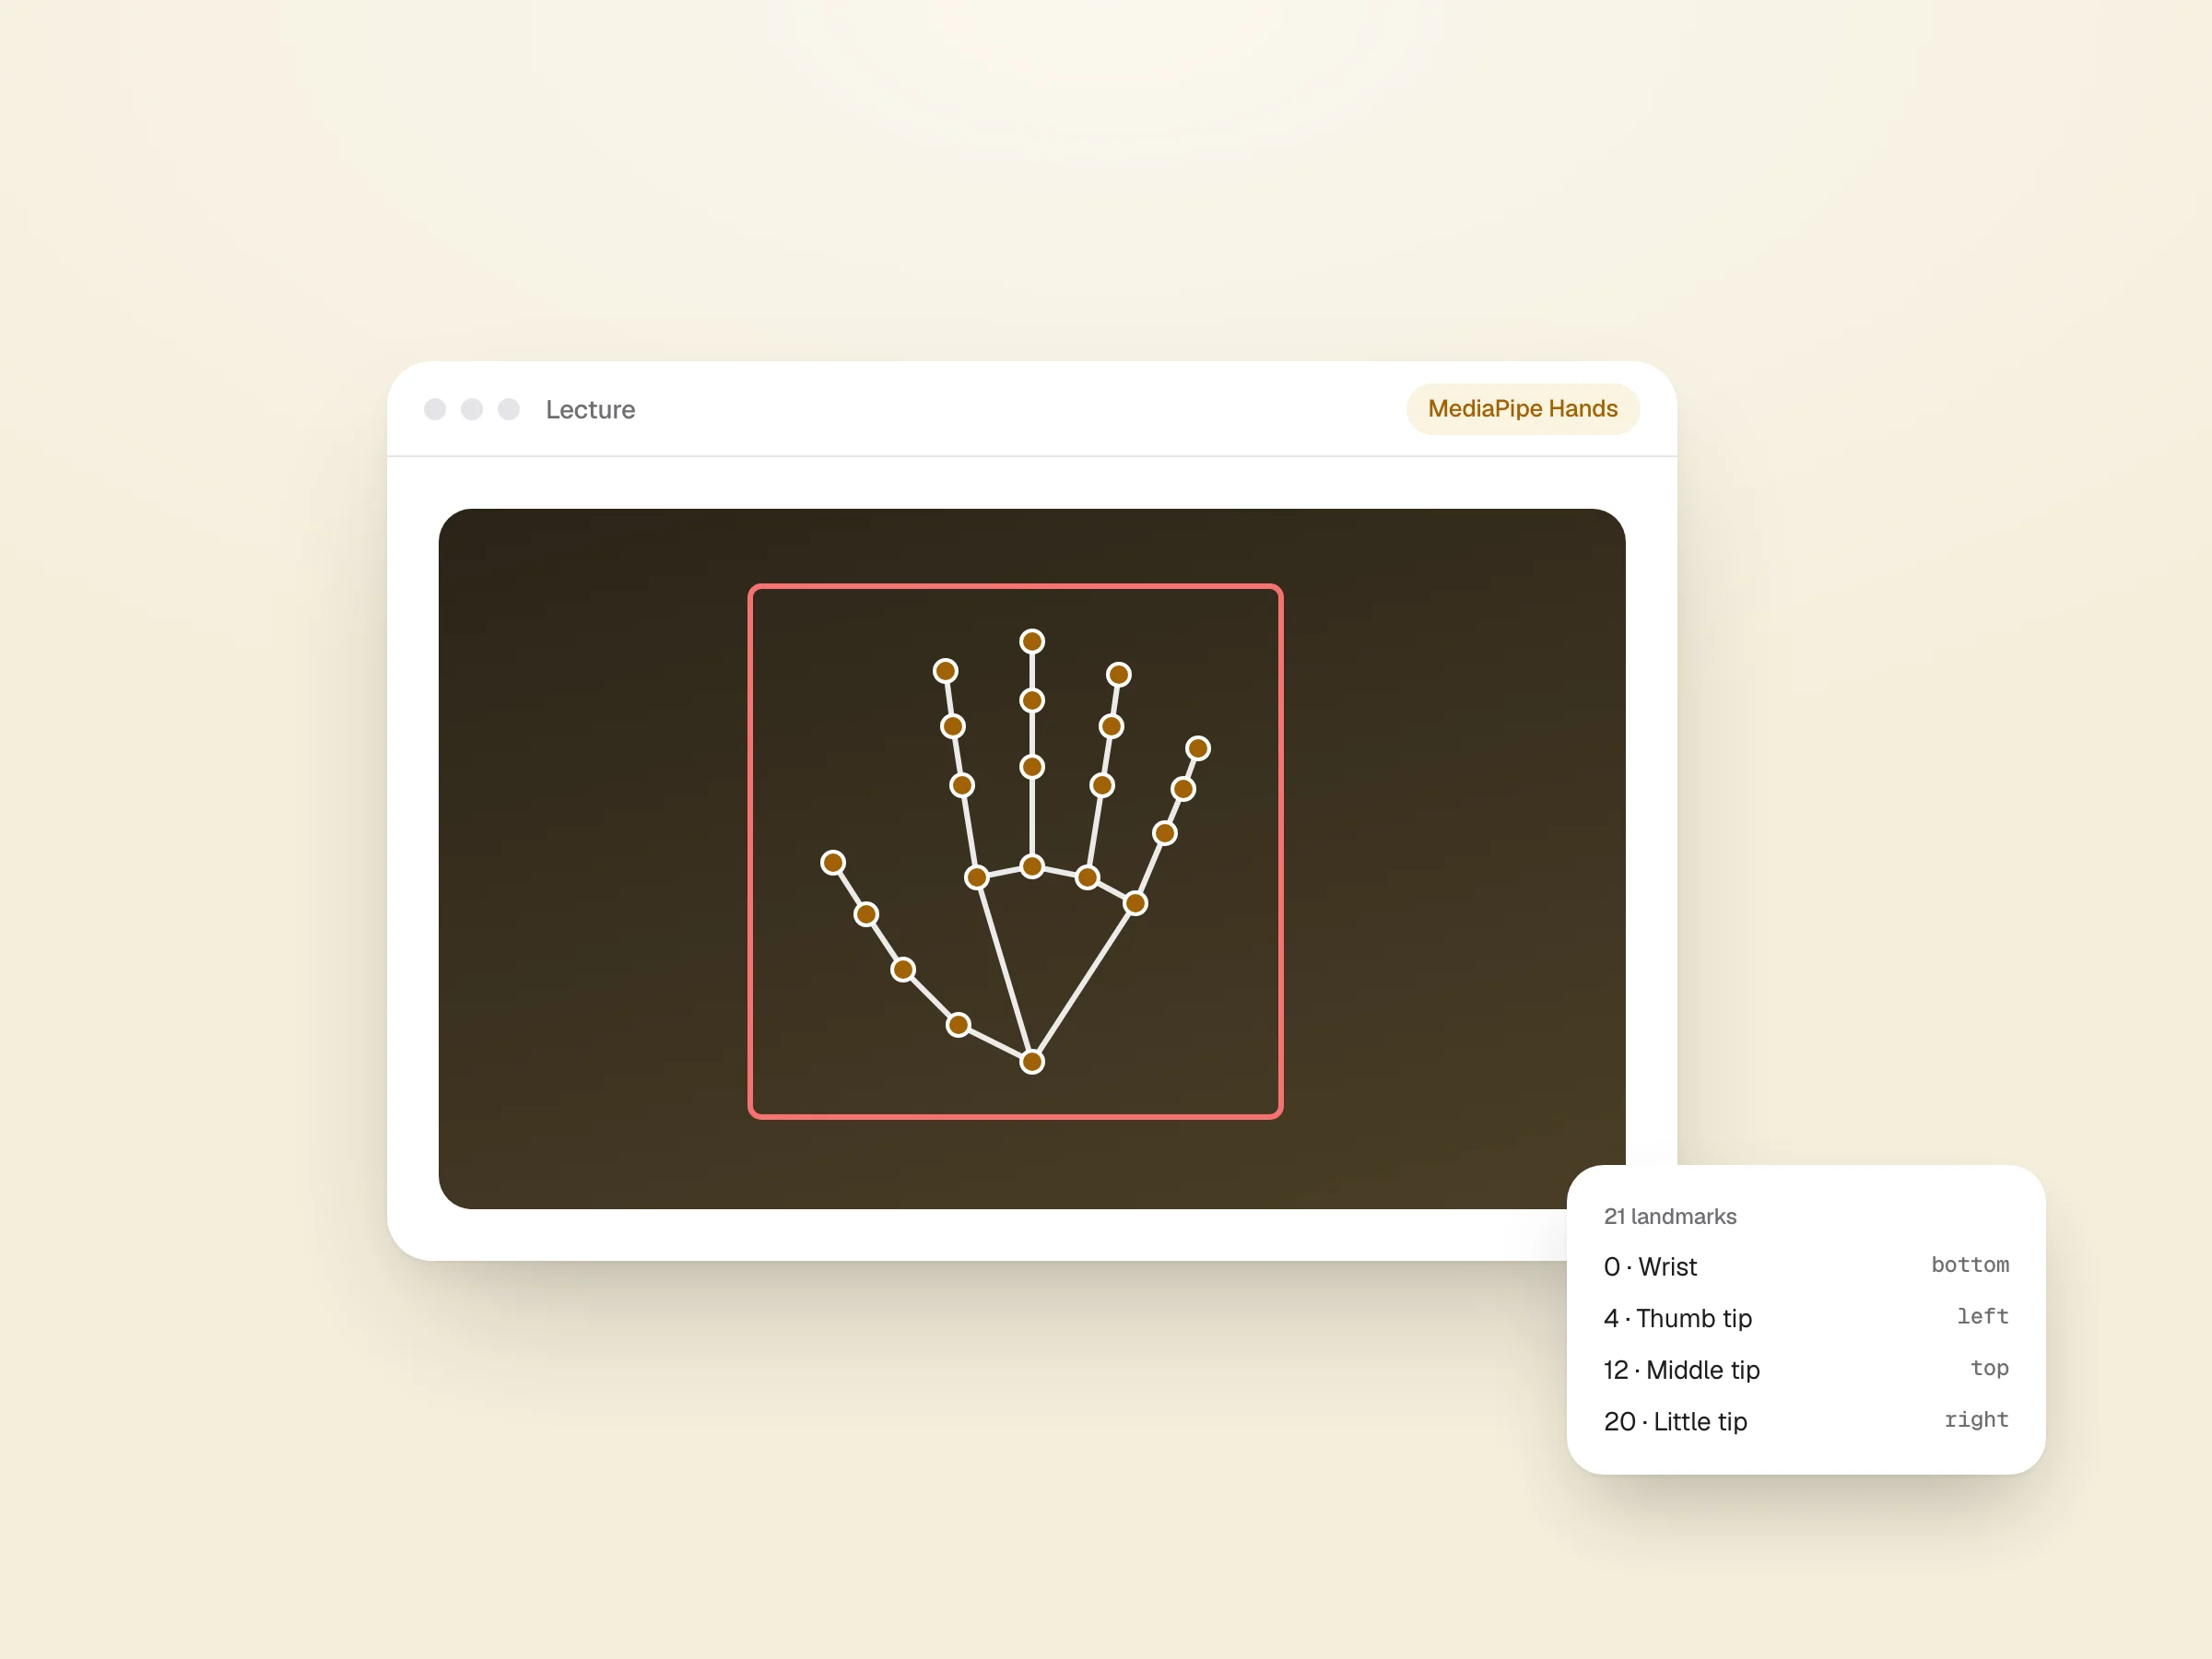 Lecture
MediaPipe Hands
21 landmarks
0 · Wrist bottom
4 · Thumb tip left
12 · Middle tip top
20 · Little tip right